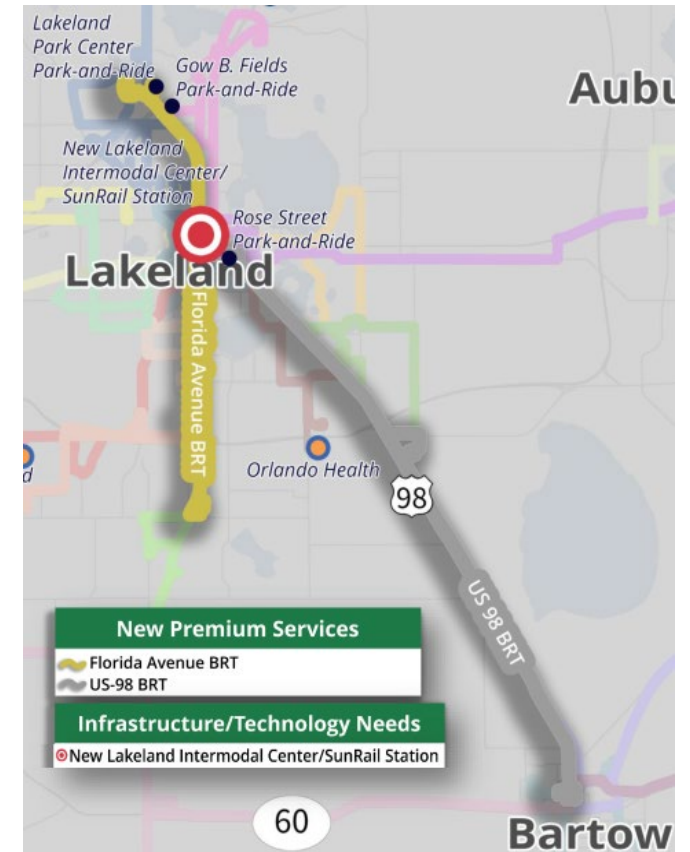 Lakeland
Park Center
Park-and-Ride
Gow B. Fields
Park-and-Ride
Aubu
New Lakeland
Intermodal Center/
SunRail Station
Rose Street
Park-and-Ride
Lakeland
Florida Avenue BRT
d
Orlando Health
98
US 98 BRT
New Premium Services
Florida Avenue BRT
US-98 BRT
Infrastructure/Technology Needs
New Lakeland Intermodal Center/SunRail Station
60
Bartow